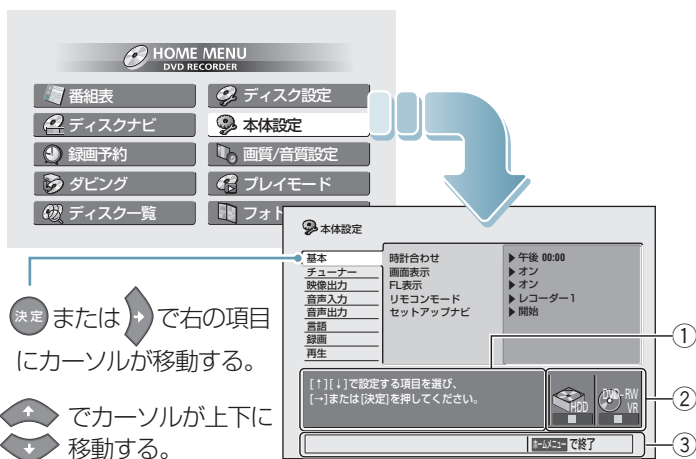 HOME MENU
DVD RECORDER
番組表
ディスク設定
ディスクナビ
本体設定
録画予約
画質/音質設定
ダビング
プレイモード
ディスク一覧
フォト
本体設定
基本
チューナー
映像出力
音声入力
音声出力
言語
録画
再生
時計合わせ ▶午後 00:00
画面表示 ▶オン
FL表示 ▶オン
リモコンモード ▶レコーダー1
セットアップナビ ▶開始
[↑][↓]で設定する項目を選び、
[→]または[決定]を押してください。
HDD
DVD-RW
VR
ホームメニュー で終了
①
②
③
決定 または → で右の項目
にカーソルが移動する。
↑ でカーソルが上下に
↓ 移動する。